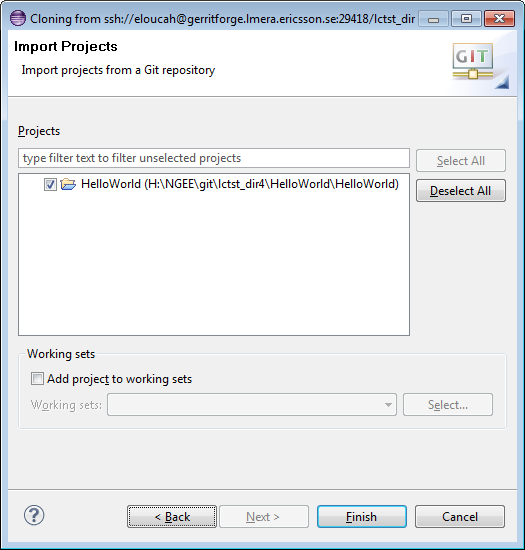 Cloning from ssh://eloucah@gerritforge.lmera.ericsson.se:29418/lctst_dir
Import Projects
Import projects from a Git repository
GIT
Projects
type filter text to filter unselected projects
Select All
HelloWorld (H:\NGEE\git\lctst_dir4\HelloWorld\HelloWorld)
Deselect All
Working sets
Add project to working sets
Working sets:
Select...
?
< Back
Next >
Finish
Cancel